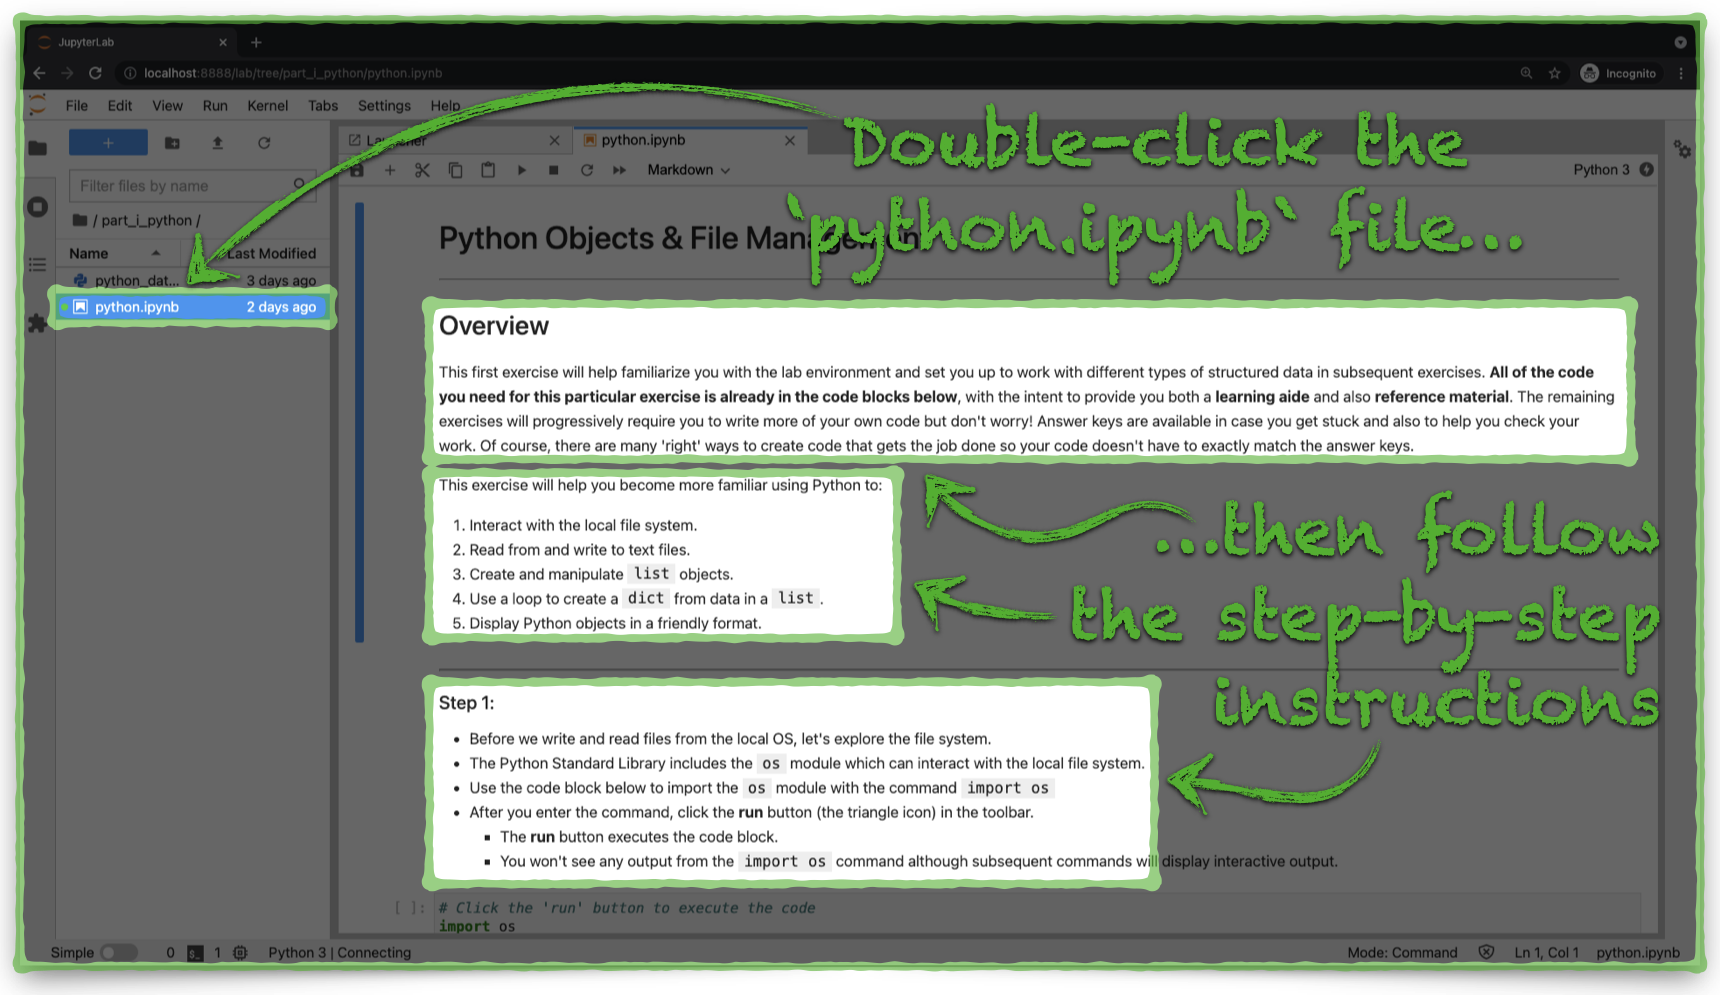 JupyterLab
localhost:8888/lab/tree/part_i_python/python.ipynb
Incognito
File Edit View Run Kernel Tabs Settings Help
Launcher
python.ipynb
Double-click the
`python.ipynb` file...
Filter files by name
Markdown
Python 3
/ part_i_python /
Name Last Modified
python_dat... 3 days ago
python.ipynb 2 days ago
Python Objects & File Management
Overview
This first exercise will help familiarize you with the lab environment and set you up to work with different types of structured data in subsequent exercises. All of the code
you need for this particular exercise is already in the code blocks below, with the intent to provide you both a learning aide and also reference material. The remaining
exercises will progressively require you to write more of your own code but don't worry! Answer keys are available in case you get stuck and also to help you check your
work. Of course, there are many 'right' ways to create code that gets the job done so your code doesn't have to exactly match the answer keys.
This exercise will help you become more familiar using Python to:
1. Interact with the local file system.
2. Read from and write to text files.
3. Create and manipulate list objects.
4. Use a loop to create a dict from data in a list .
5. Display Python objects in a friendly format.
...then follow
the step-by-step
instructions
Step 1:
• Before we write and read files from the local OS, let's explore the file system.
• The Python Standard Library includes the os module which can interact with the local file system.
• Use the code block below to import the os module with the command import os
• After you enter the command, click the run button (the triangle icon) in the toolbar.
▪ The run button executes the code block.
▪ You won't see any output from the import os command although subsequent commands will display interactive output.
[ ]: # Click the 'run' button to execute the code
import os
Simple 0 1 Python 3 | Connecting
Mode: Command Ln 1, Col 1 python.ipynb